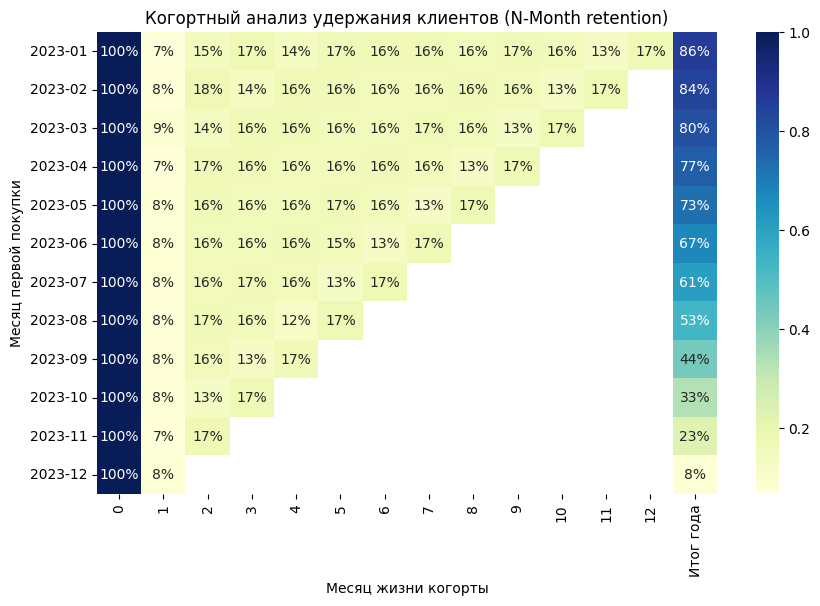 Когортный анализ удержания клиентов (N-Month retention)
Месяц первой покупки
2023-01 100% 7% 15% 17% 14% 17% 16% 16% 16% 17% 16% 13% 17% 86%
2023-02 100% 8% 18% 14% 16% 16% 16% 16% 16% 16% 13% 17% 84%
2023-03 100% 9% 14% 16% 16% 16% 16% 17% 16% 13% 17% 80%
2023-04 100% 7% 17% 16% 16% 16% 16% 16% 13% 17% 77%
2023-05 100% 8% 16% 16% 16% 17% 16% 13% 17% 73%
2023-06 100% 8% 16% 16% 16% 15% 13% 17% 67%
2023-07 100% 8% 16% 17% 16% 13% 17% 61%
2023-08 100% 8% 17% 16% 12% 17% 53%
2023-09 100% 8% 16% 13% 17% 44%
2023-10 100% 8% 13% 17% 33%
2023-11 100% 7% 17% 23%
2023-12 100% 8% 8%
0 1 2 3 4 5 6 7 8 9 10 11 12 Итог года
Месяц жизни когорты
1.0
0.8
0.6
0.4
0.2